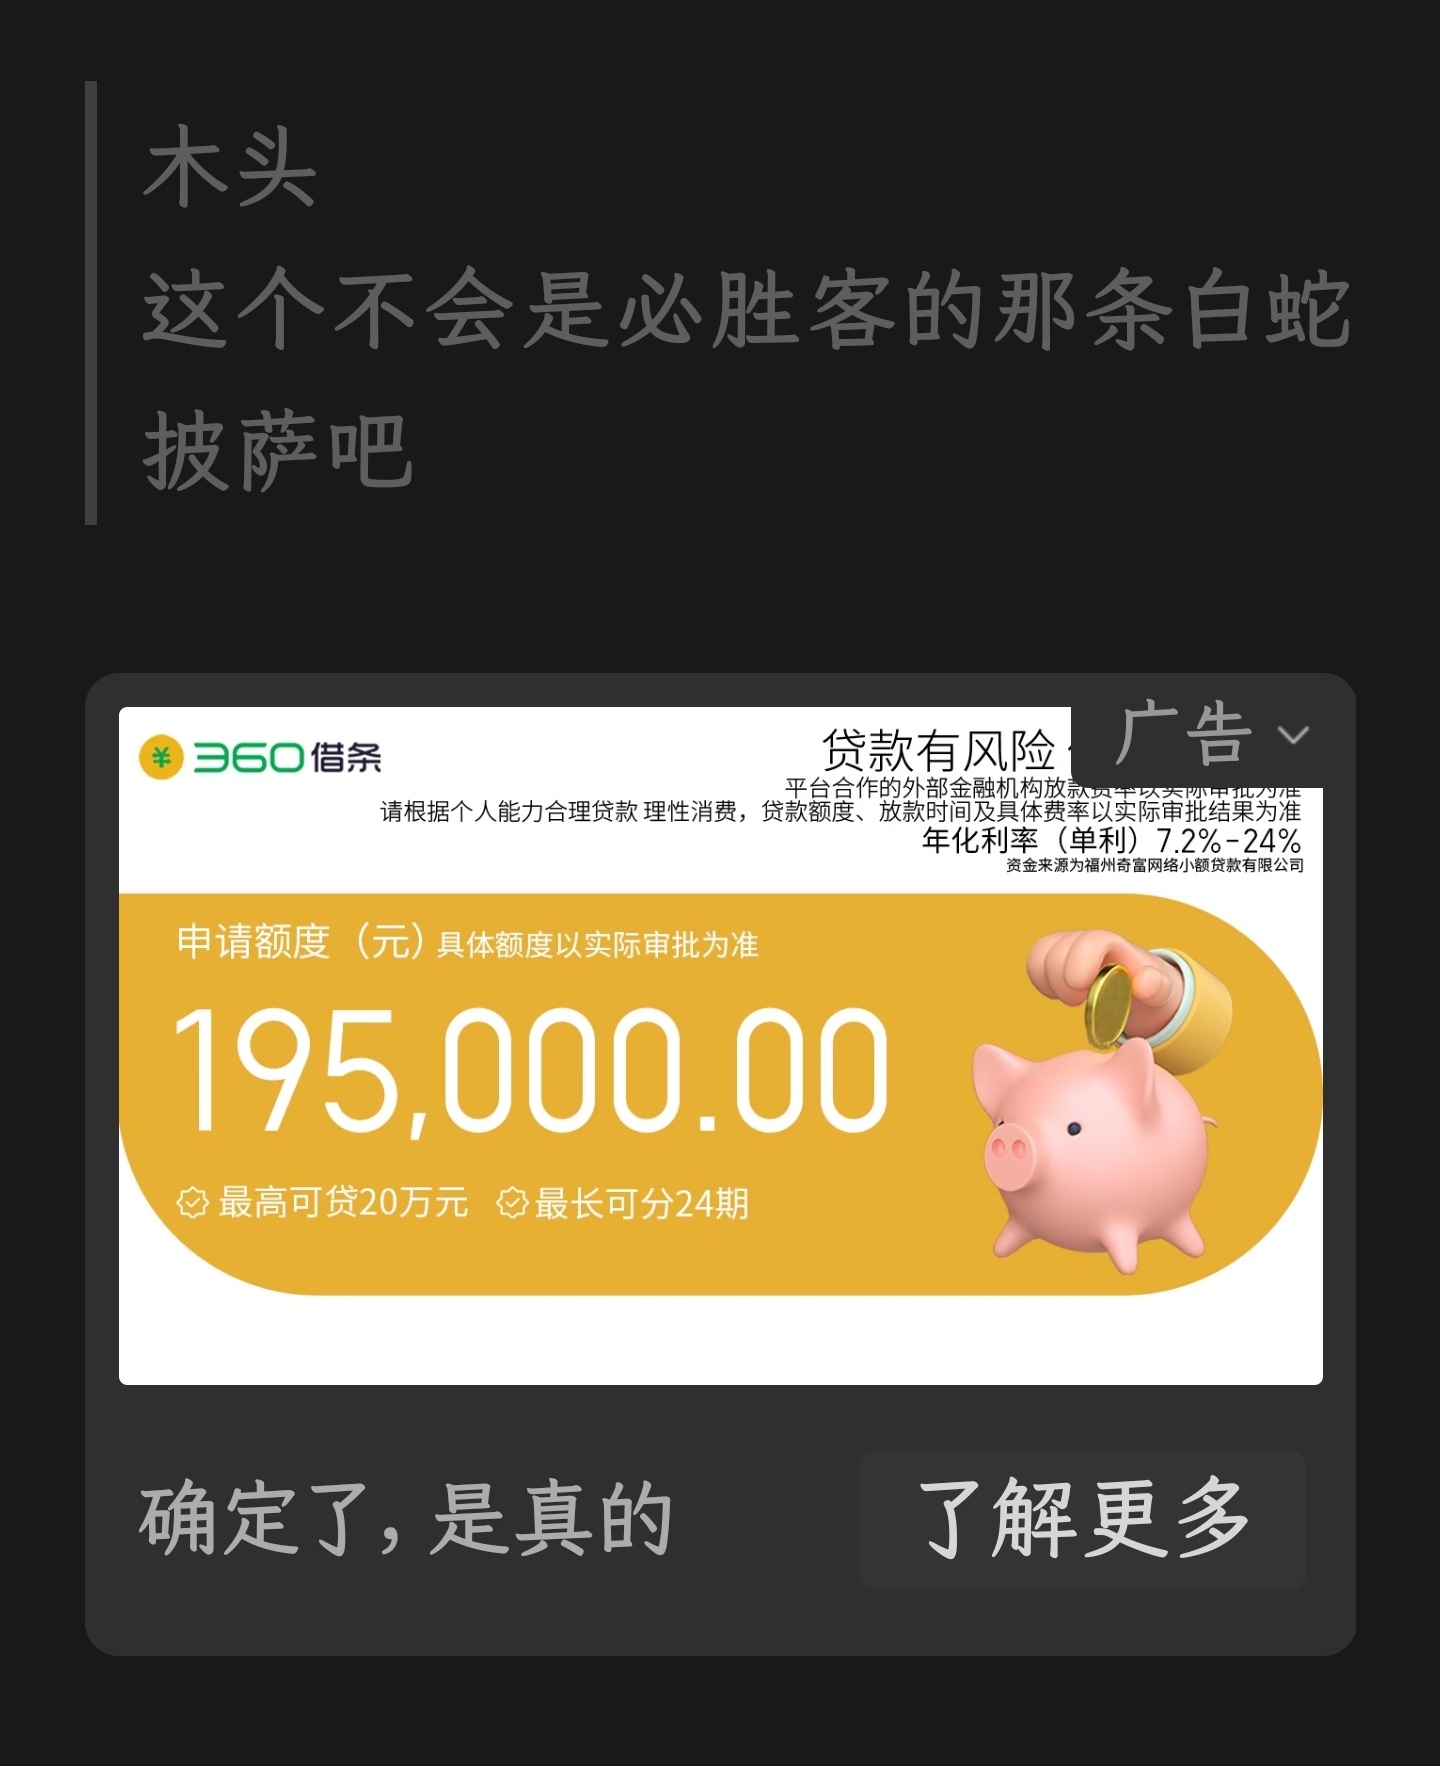 木头
这个不会是必胜客的那条白蛇
披萨吧
广告
360借条
贷款有风险
平台合作的外部金融机构放款费率以实际审批为准
请根据个人能力合理贷款 理性消费，贷款额度、放款时间及具体费率以实际审批结果为准
年化利率（单利）7.2%-24%
资金来源为福州奇富网络小额贷款有限公司
申请额度（元）具体额度以实际审批为准
195,000.00
最高可贷20万元 最长可分24期
确定了，是真的
了解更多